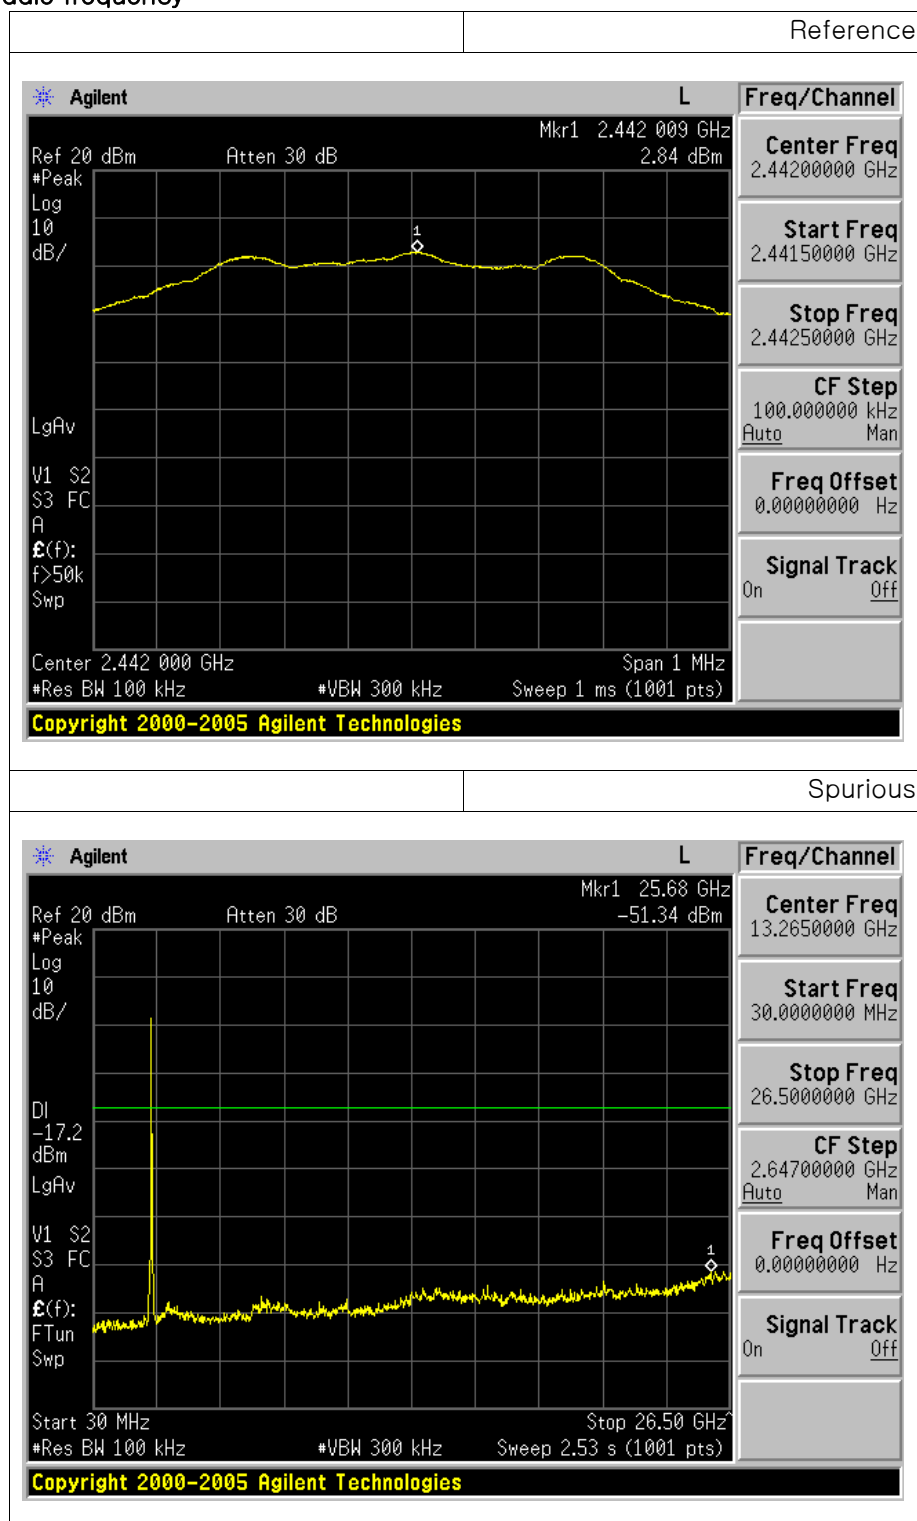 Reference
Agilent L Freq/Channel
Mkr1 2.442 009 GHz
Ref 20 dBm Atten 30 dB 2.84 dBm
#Peak
Log
10
dB/
1
LgAv
V1 S2
S3 FC
A
£(f):
f>50k
Swp
Center 2.442 000 GHz Span 1 MHz
#Res BW 100 kHz #VBW 300 kHz Sweep 1 ms (1001 pts)
Center Freq
2.44200000 GHz
Start Freq
2.44150000 GHz
Stop Freq
2.44250000 GHz
CF Step
100.000000 kHz
Auto Man
Freq Offset
0.00000000 Hz
Signal Track
On Off
Copyright 2000-2005 Agilent Technologies
Spurious
Agilent L Freq/Channel
Mkr1 25.68 GHz
Ref 20 dBm Atten 30 dB -51.34 dBm
#Peak
Log
10
dB/
DI
-17.2
dBm
LgAv
1
V1 S2
S3 FC
A
£(f):
FTun
Swp
Start 30 MHz Stop 26.50 GHz^
#Res BW 100 kHz #VBW 300 kHz Sweep 2.53 s (1001 pts)
Center Freq
13.2650000 GHz
Start Freq
30.0000000 MHz
Stop Freq
26.5000000 GHz
CF Step
2.64700000 GHz
Auto Man
Freq Offset
0.00000000 Hz
Signal Track
On Off
Copyright 2000-2005 Agilent Technologies